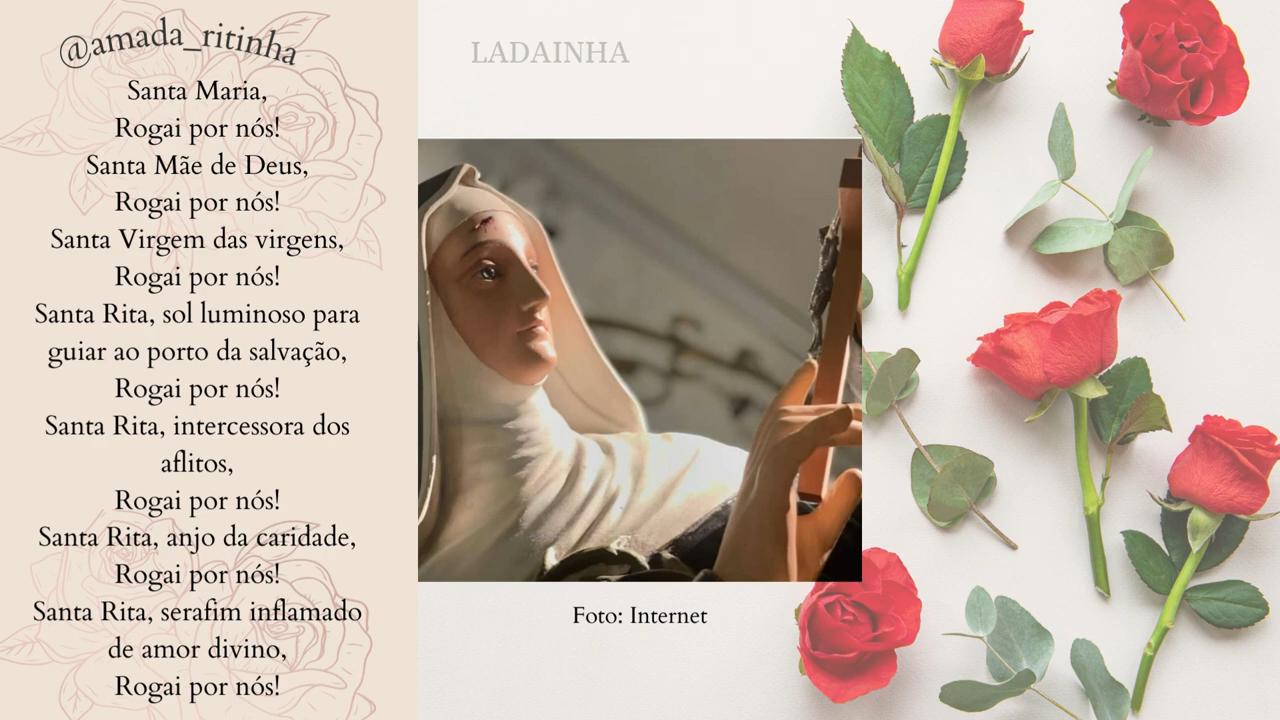 @amada_ritinha
Santa Maria,
Rogai por nós!
Santa Mãe de Deus,
Rogai por nós!
Santa Virgem das virgens,
Rogai por nós!
Santa Rita, sol luminoso para
guiar ao porto da salvação,
Rogai por nós!
Santa Rita, intercessora dos
aflitos,
Rogai por nós!
Santa Rita, anjo da caridade,
Rogai por nós!
Santa Rita, serafim inflamado
de amor divino,
Rogai por nós!
LADAINHA
Foto: Internet